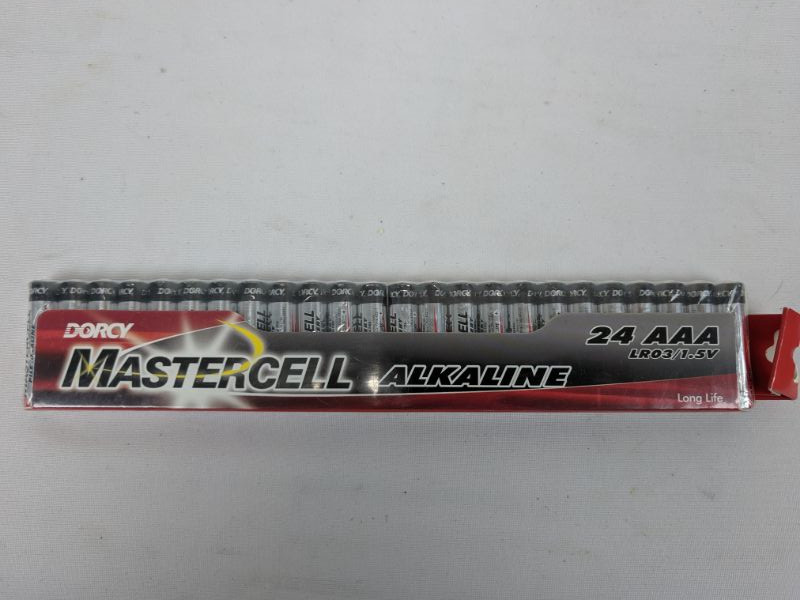 DORCY
MASTERCELL ALKALINE
24 AAA
LR03/1.5V
Long Life